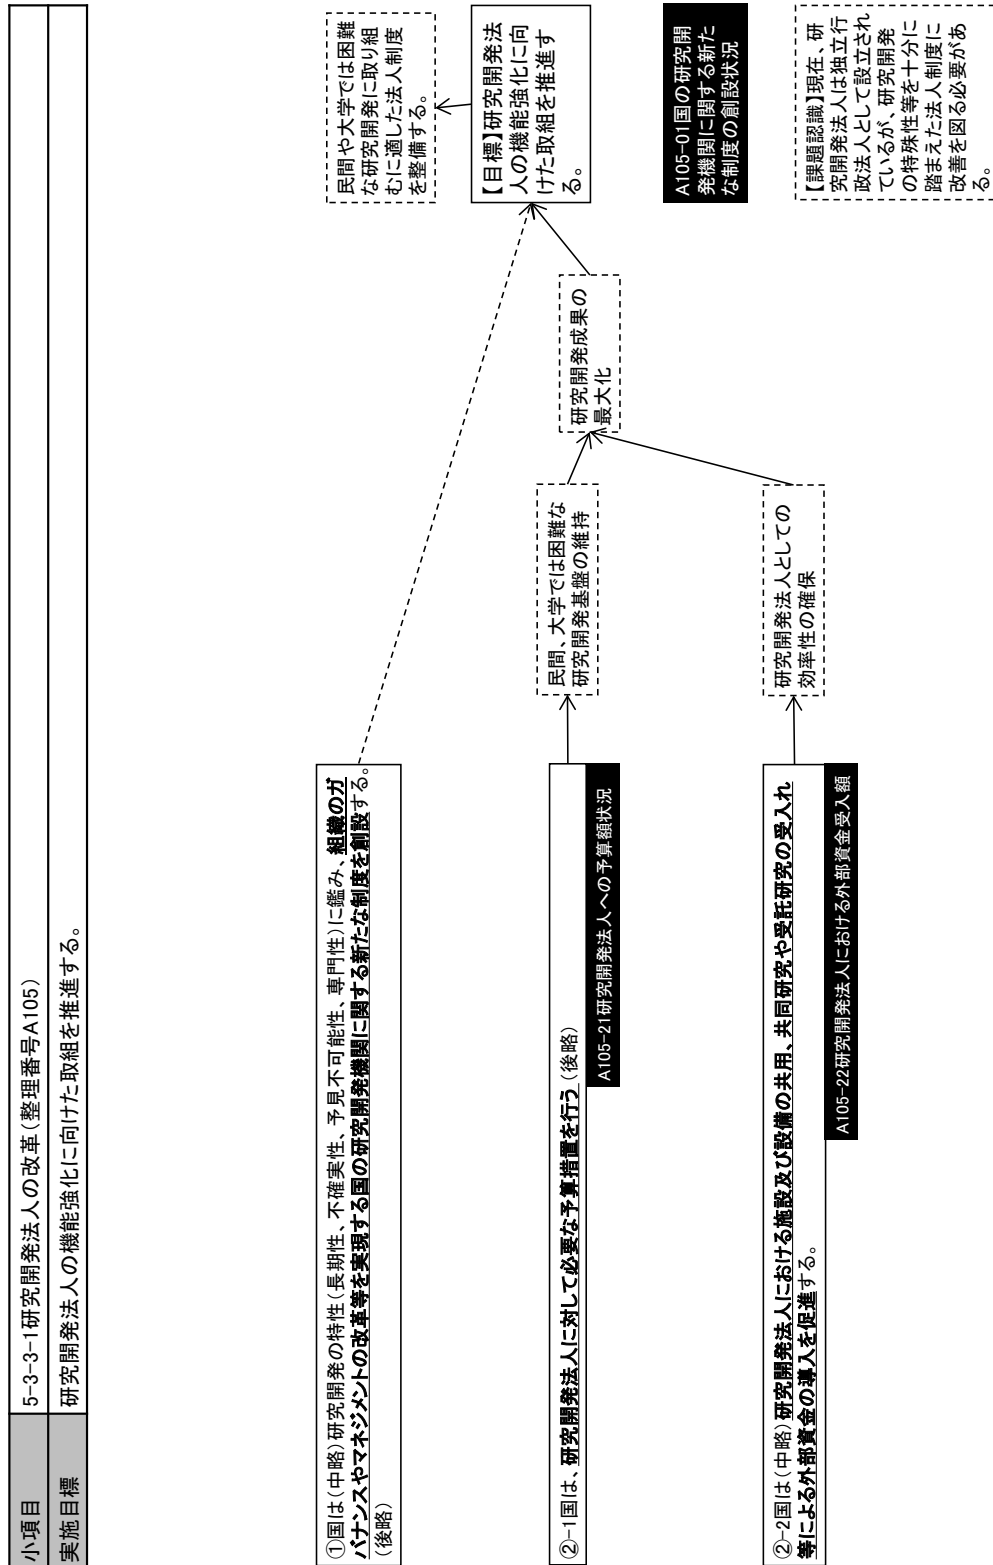 小項目
5-3-3-1研究開発法人の改革(整理番号A105)
実施目標
研究開発法人の機能強化に向けた取組を推進する。
①国は(中略)研究開発の特性(長期性、不確実性、予見不可能性、専門性)に鑑み、組織のガ
バナンスやマネジメントの改革等を実現する国の研究開発機関に関する新たな制度を創設する。
(後略)
②-1国は、研究開発法人に対して必要な予算措置を行う(後略)
A105-21研究開発法人への予算額状況
②-2国は(中略)研究開発法人における施設及び設備の共用、共同研究や受託研究の受入れ
等による外部資金の導入を促進する。
A105-22研究開発法人における外部資金受入額
民間、大学では困難な
研究開発基盤の維持
研究開発法人としての
効率性の確保
研究開発成果の
最大化
民間や大学では困難
な研究開発に取り組
むに適した法人制度
を整備する。
【目標】研究開発法
人の機能強化に向
けた取組を推進す
る。
A105-01国の研究開
発機関に関する新た
な制度の創設状況
【課題認識】現在、研
究開発法人は独立行
政法人として設立され
ているが、研究開発
の特殊性等を十分に
踏まえた法人制度に
改善を図る必要があ
る。